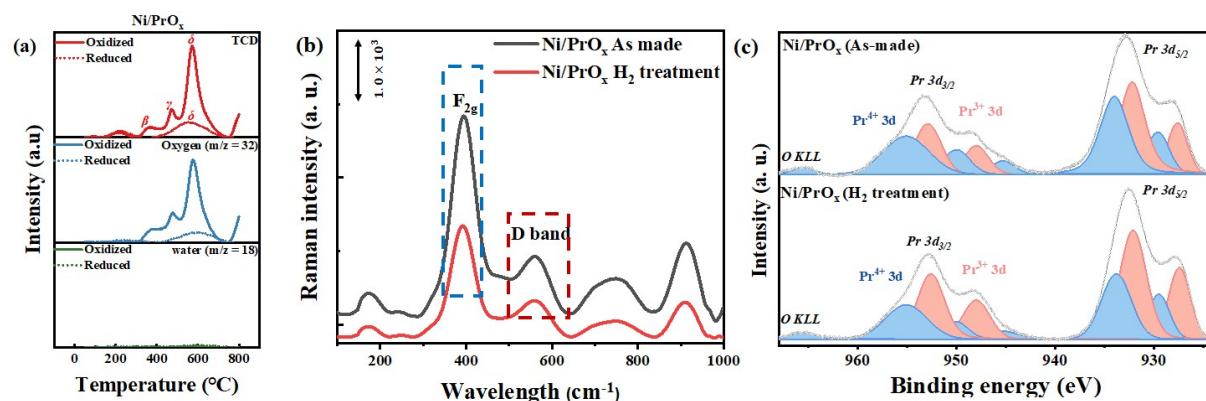 Ni/PrOx
(a)
Oxidized
TCD
Reduced
δ
γ
δ
β
Oxidized
Oxygen (m/z = 32)
Reduced
Oxidized
water (m/z = 18)
Reduced
Intensity (a.u)
0 200 400 600 800
Temperature (℃)
(b)
1.0 × 10³
Ni/PrOx As made
Ni/PrOx H2 treatment
F2g
D band
Raman intensity (a. u.)
200 400 600 800 1000
Wavelength (cm⁻¹)
(c)
Ni/PrOx (As-made)
Pr 3d5/2
Pr 3d3/2
Pr⁴⁺ 3d
Pr³⁺ 3d
O KLL
Ni/PrOx (H2 treatment)
Pr 3d5/2
Pr 3d3/2
Pr⁴⁺ 3d
Pr³⁺ 3d
O KLL
Intensity (a. u.)
960 950 940 930
Binding energy (eV)